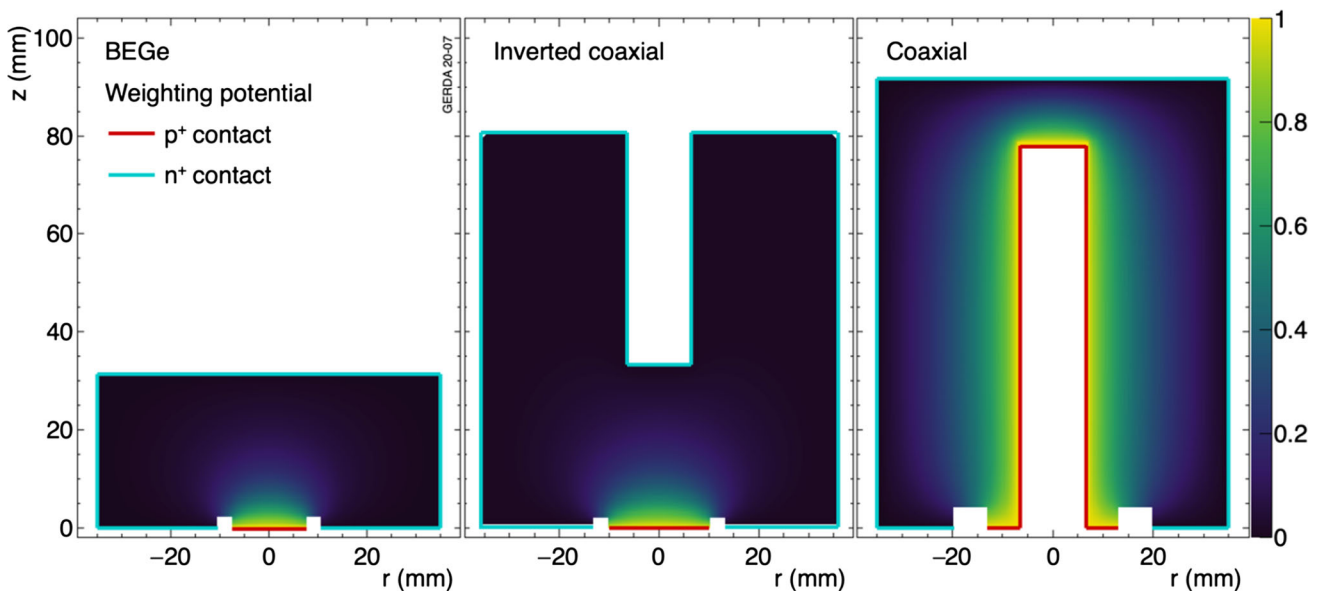 z (mm)
100
80
60
40
20
0
BEGe
Weighting potential
p⁺ contact
n⁺ contact
−20
0
20
r (mm)
GERDA 20-07
Inverted coaxial
−20
0
20
r (mm)
Coaxial
−20
0
20
r (mm)
1
0.8
0.6
0.4
0.2
0